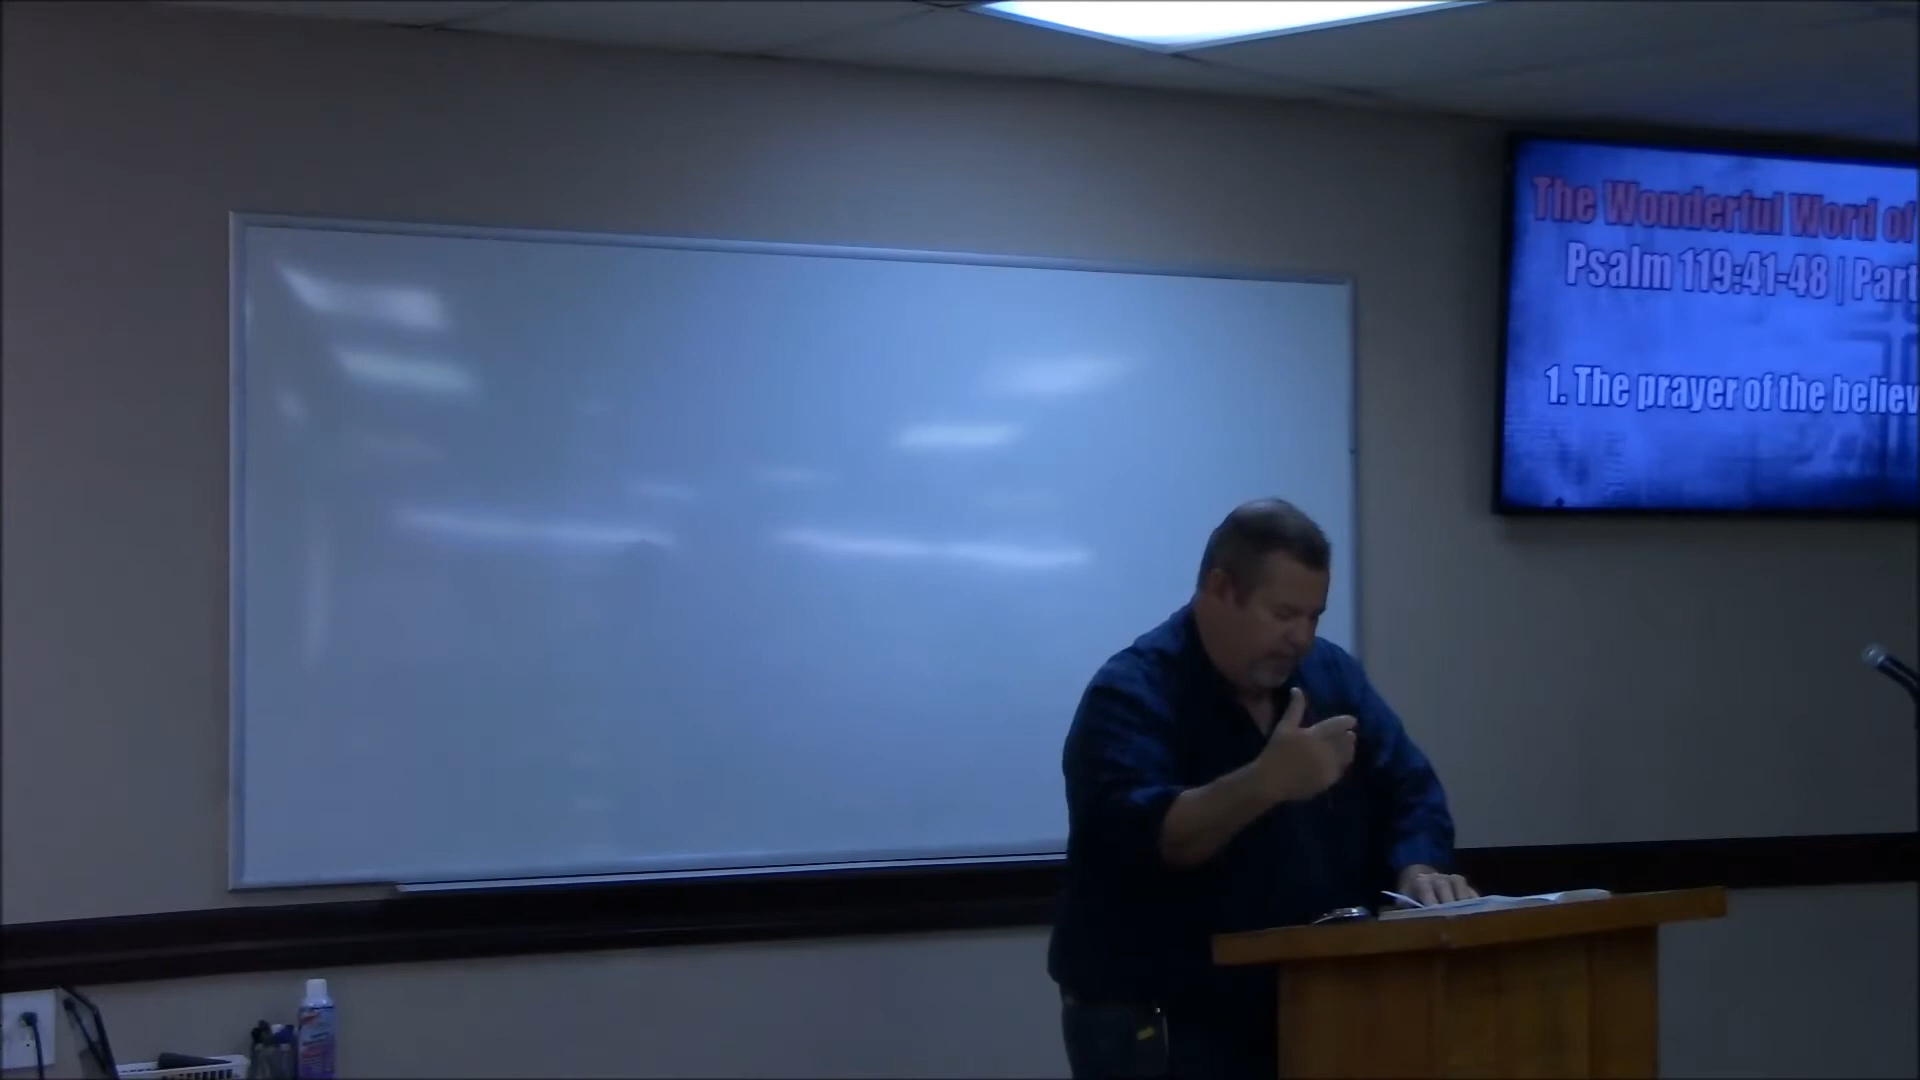 The Wonderful Word of
Psalm 119:41-48 | Part
1. The prayer of the believ